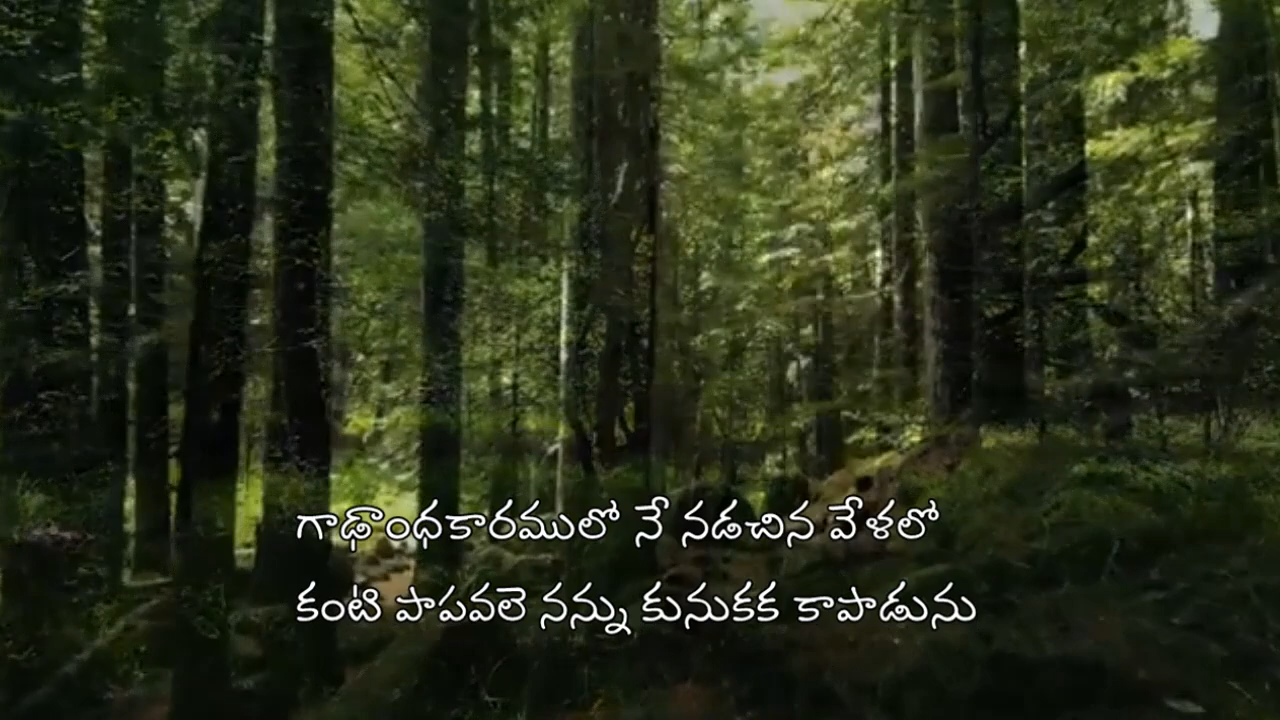 గాఢాంధకారములో నే నడచిన వేళలో
కంటి పాపవలె నన్ను కునుకక కాపాడును